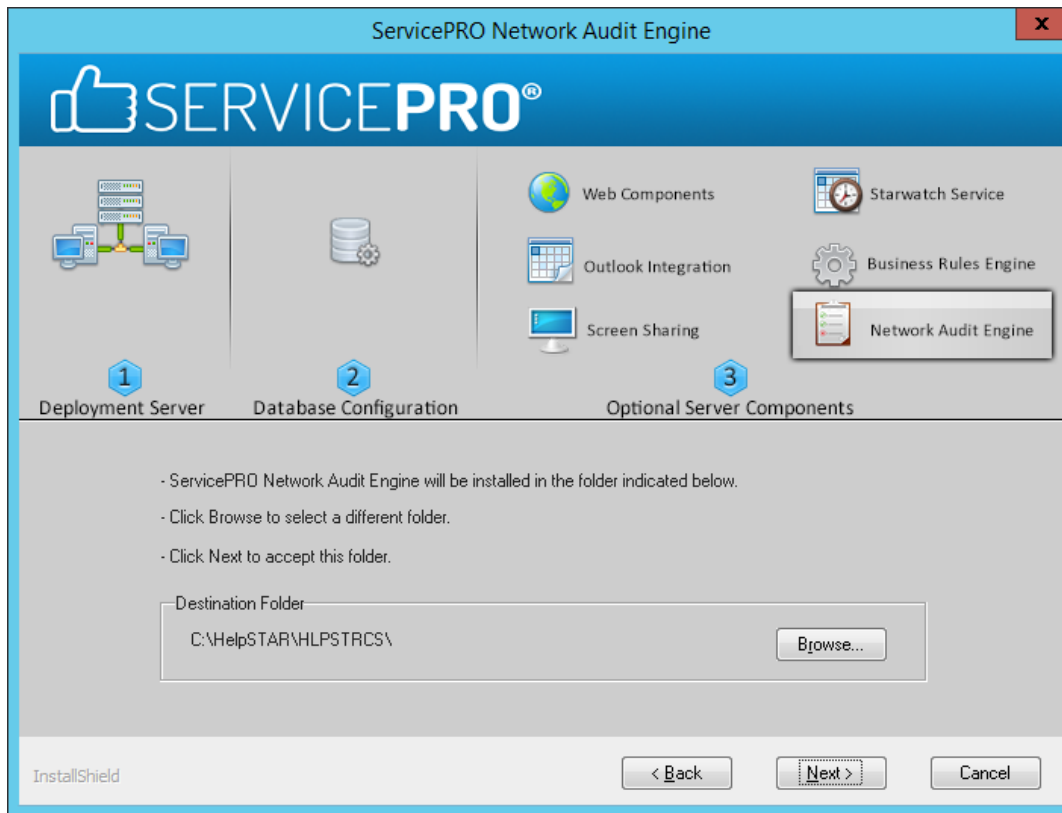 ServicePRO Network Audit Engine
x
SERVICEPRO®
Web Components
Starwatch Service
Outlook Integration
Business Rules Engine
Screen Sharing
Network Audit Engine
1
2
3
Deployment Server
Database Configuration
Optional Server Components
- ServicePRO Network Audit Engine will be installed in the folder indicated below.
- Click Browse to select a different folder.
- Click Next to accept this folder.
Destination Folder
C:\HelpSTAR\HLPSTRCS\
Browse...
InstallShield
< Back
Next >
Cancel